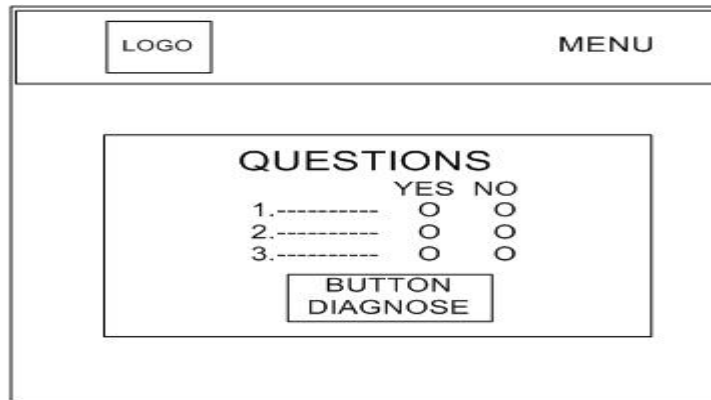 LOGO
MENU
QUESTIONS
YES NO
1.----------
2.----------
3.----------
BUTTON
DIAGNOSE